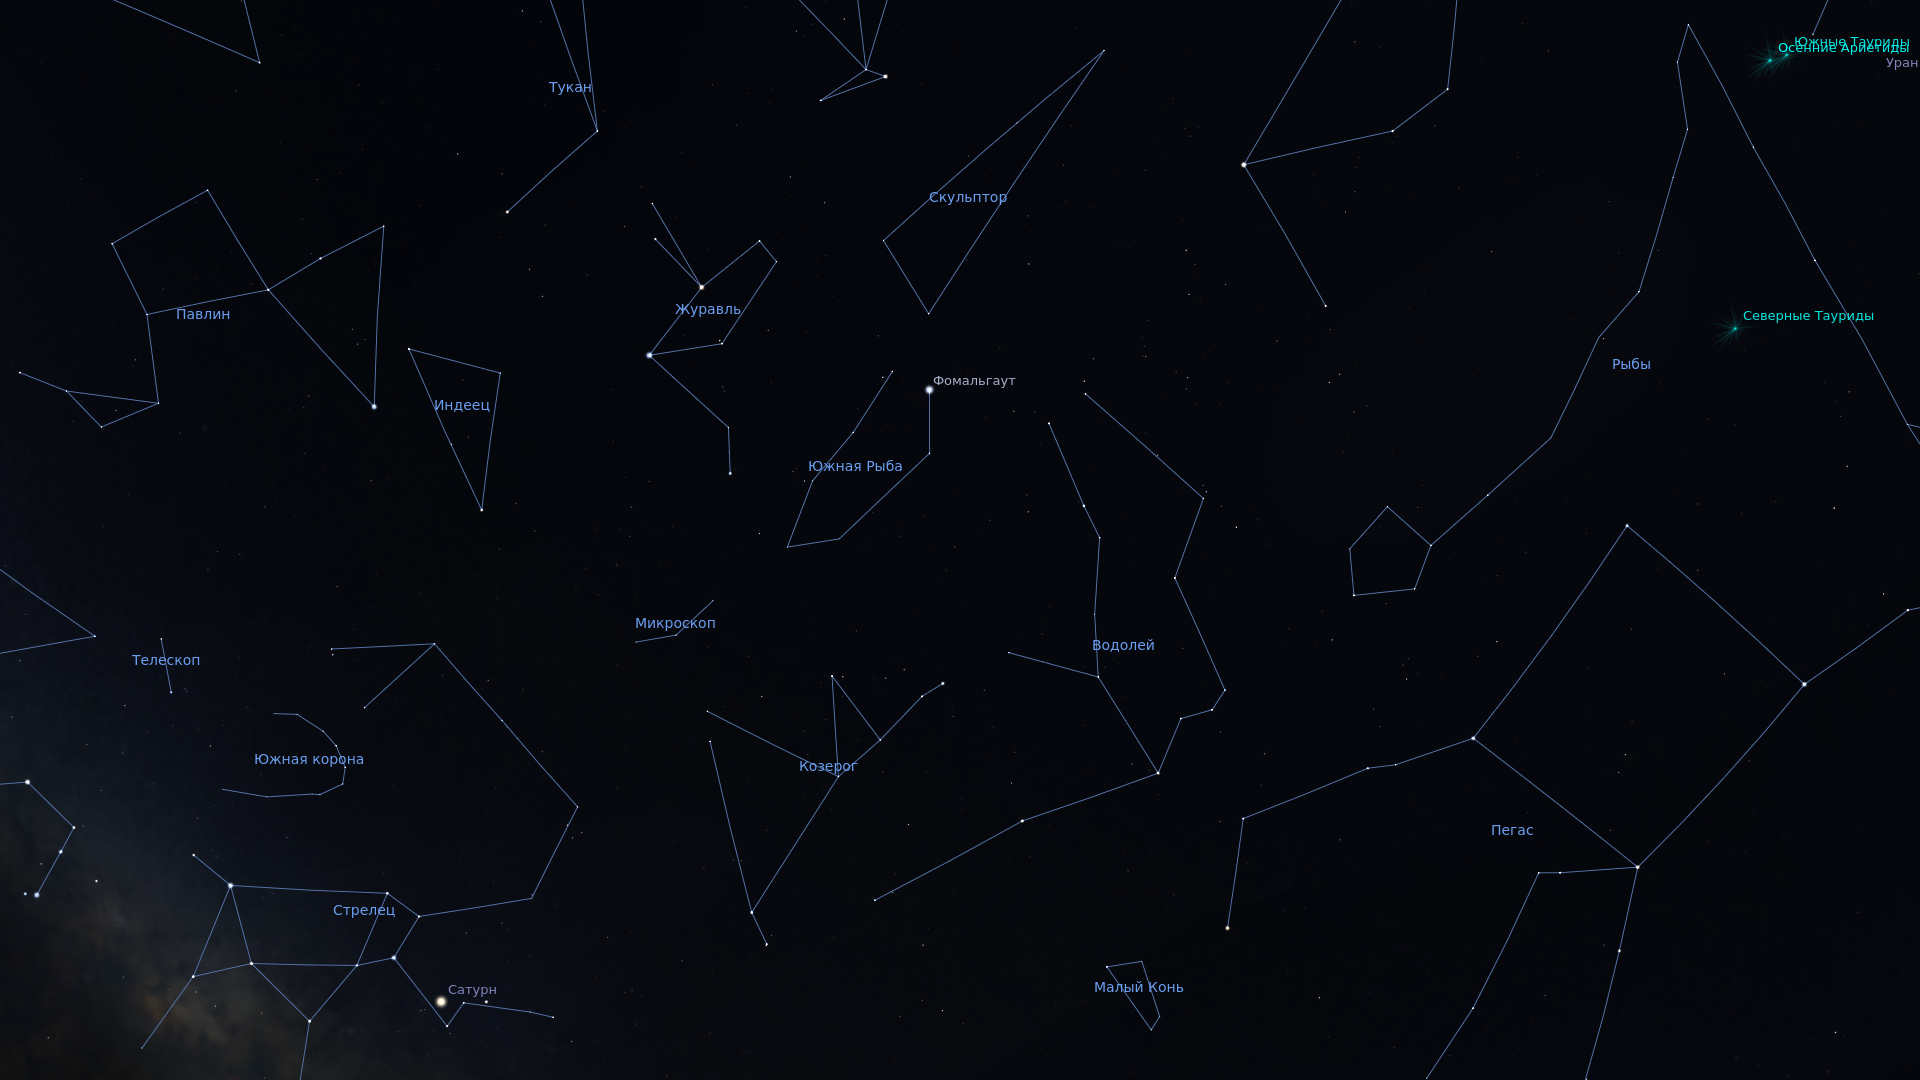 Южные Тауриды
Осенние Ариетиды
Уран
Тукан
Скульптор
Журавль
Павлин
Северные Тауриды
Рыбы
Фомальгаут
Индеец
Южная Рыба
Микроскоп
Водолей
Телескоп
Южная корона
Козерог
Пегас
Стрелец
Сатурн
Малый Конь